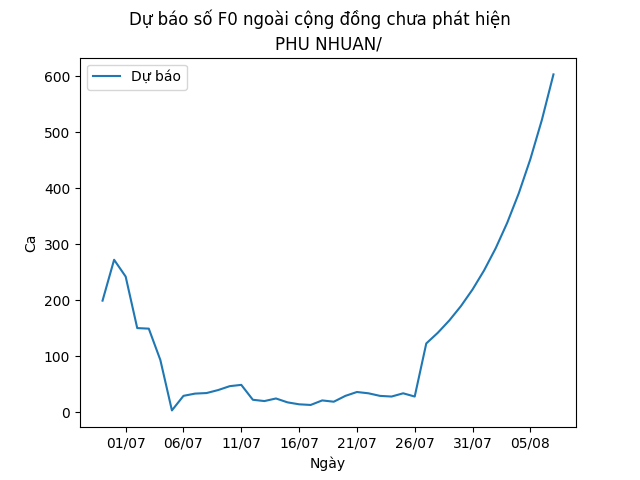 Dự báo số F0 ngoài cộng đồng chưa phát hiện
PHU NHUAN/
Dự báo
600
500
400
300
200
100
0
Ca
01/07 06/07 11/07 16/07 21/07 26/07 31/07 05/08
Ngày